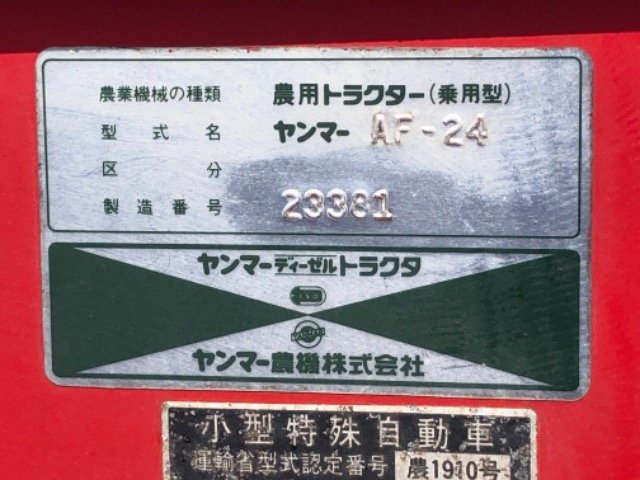 農業機械の種類 農用トラクター(乗用型)
型式名 ヤンマー AF-24
区分
製造番号 23381
ヤンマーディーゼルトラクタ
ISO
YANMAR
ヤンマー農機株式会社
小型特殊自動車
運輸省型式認定番号 農1910号